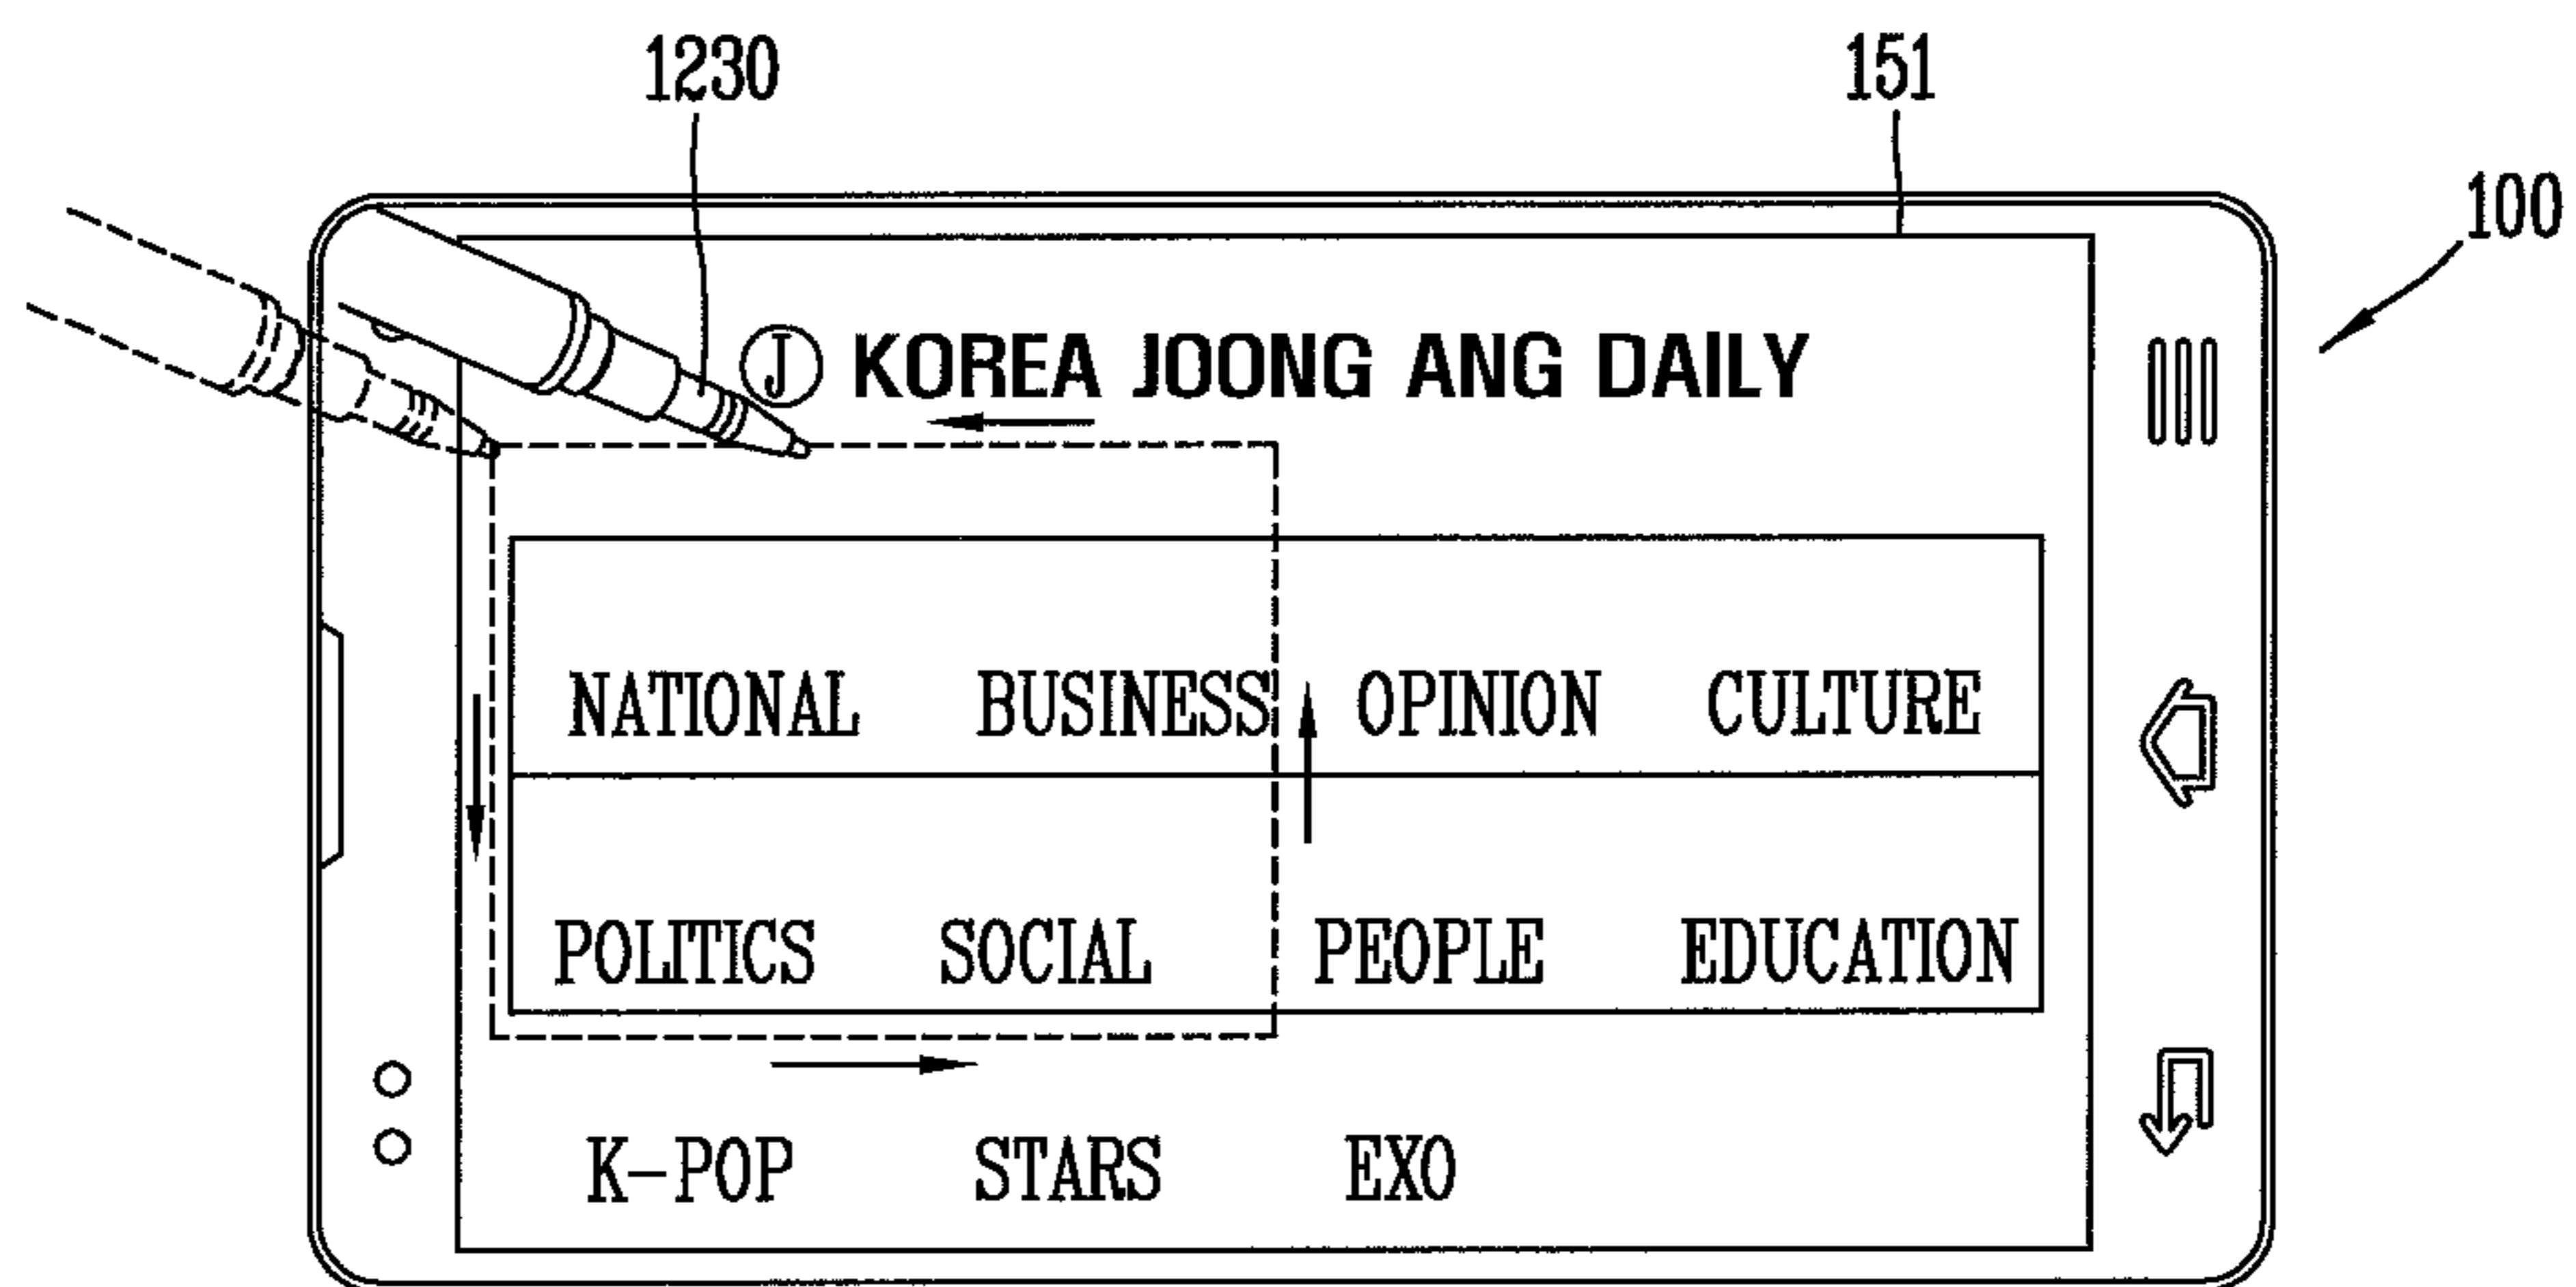 1230 151
100
J KOREA JOONG ANG DAILY
NATIONAL BUSINESS OPINION CULTURE
POLITICS SOCIAL PEOPLE EDUCATION
K-POP STARS EXO